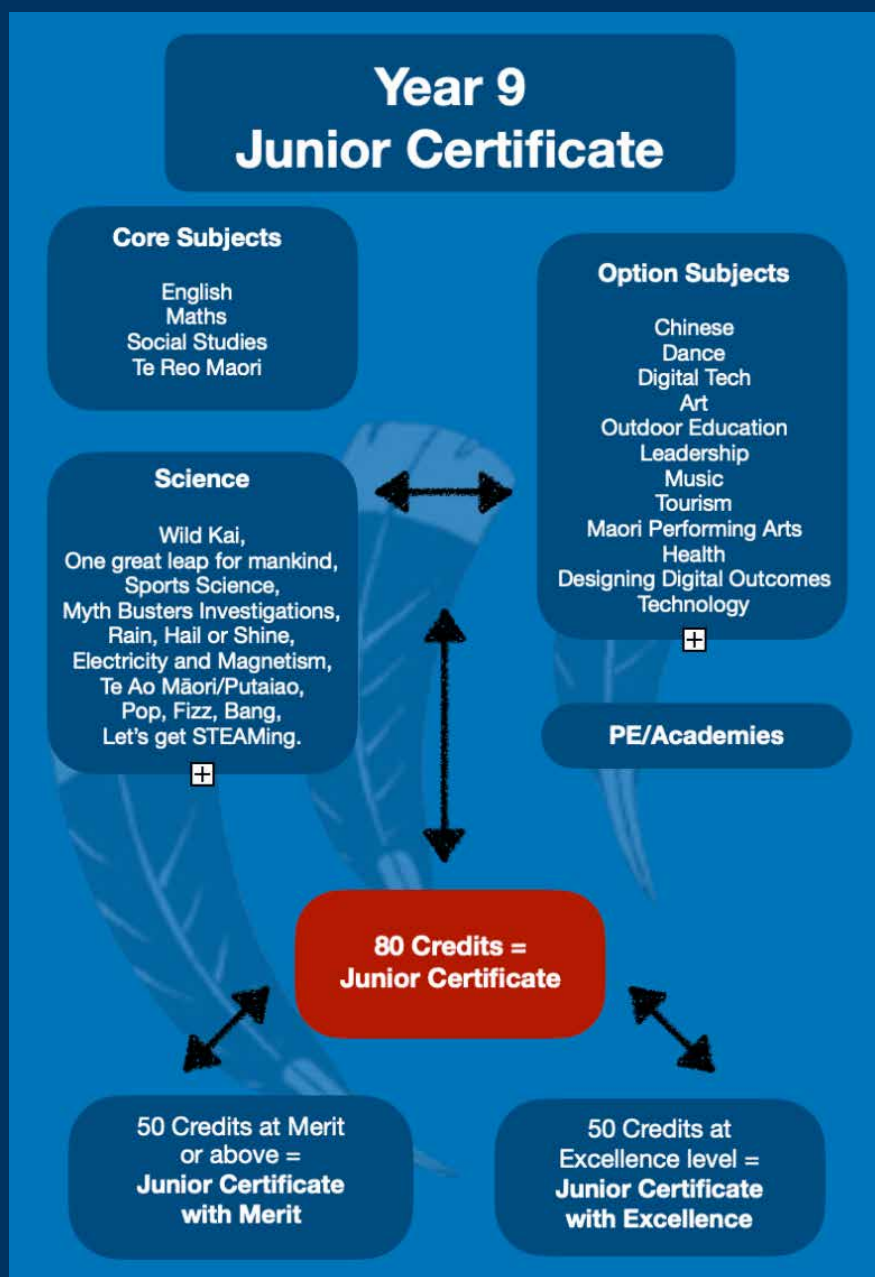 Year 9
Junior Certificate
Core Subjects
English
Maths
Social Studies
Te Reo Maori
Science
Wild Kai,
One great leap for mankind,
Sports Science,
Myth Busters Investigations,
Rain, Hail or Shine,
Electricity and Magnetism,
Te Ao Māori/Putaiao,
Pop, Fizz, Bang,
Let's get STEAMing.
Option Subjects
Chinese
Dance
Digital Tech
Art
Outdoor Education
Leadership
Music
Tourism
Maori Performing Arts
Health
Designing Digital Outcomes
Technology
PE/Academies
80 Credits =
Junior Certificate
50 Credits at Merit
or above =
Junior Certificate
with Merit
50 Credits at
Excellence level =
Junior Certificate
with Excellence